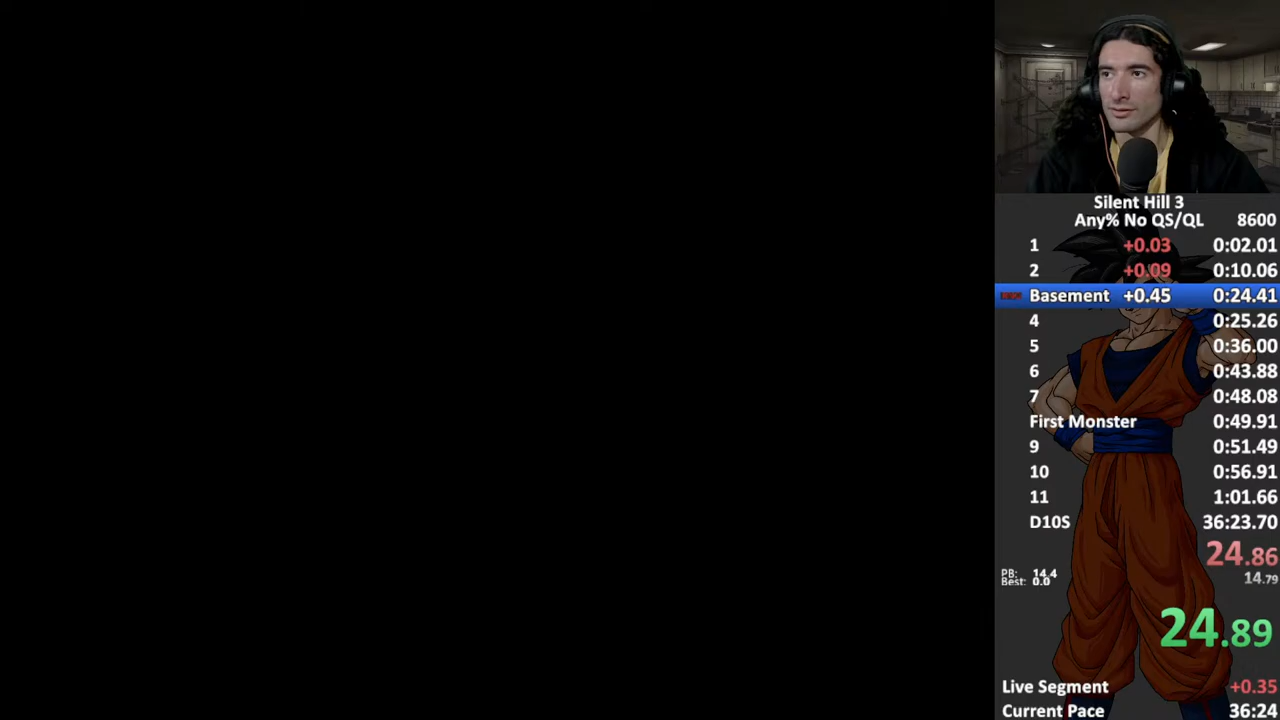 Silent Hill 3
Any% No QS/QL 8600
1 +0.03 0:02.01
2 +0.09 0:10.06
Basement +0.45 0:24.41
4 0:25.26
5 0:36.00
6 0:43.88
7 0:48.08
First Monster 0:49.91
9 0:51.49
10 0:56.91
11 1:01.66
D10S 36:23.70
24.86
PB: 14.4 14.79
Best: 0.0
24.89
Live Segment +0.35
Current Pace 36:24